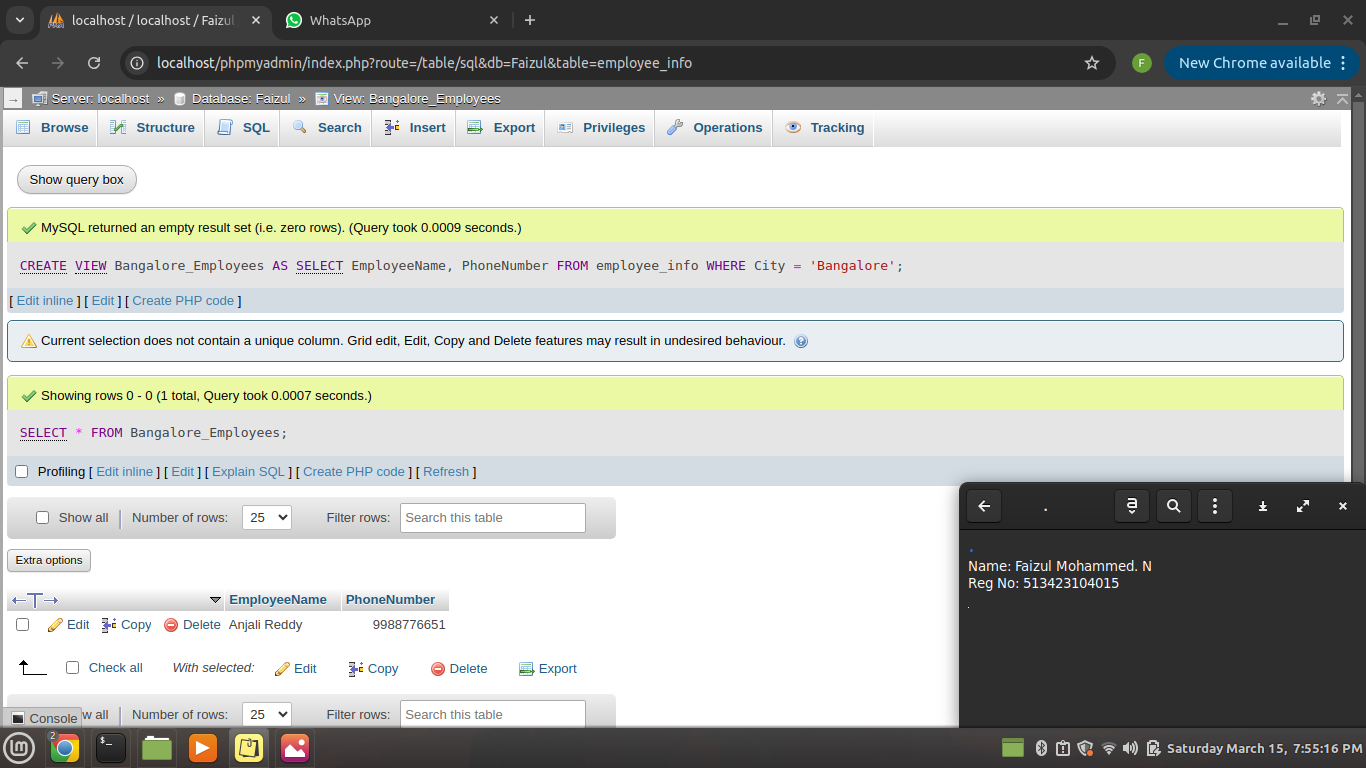 localhost / localhost / Faizul
WhatsApp
localhost/phpmyadmin/index.php?route=/table/sql&db=Faizul&table=employee_info
F
New Chrome available
Server: localhost » Database: Faizul » View: Bangalore_Employees
Browse Structure SQL Search Insert Export Privileges Operations Tracking
Show query box
MySQL returned an empty result set (i.e. zero rows). (Query took 0.0009 seconds.)
CREATE VIEW Bangalore_Employees AS SELECT EmployeeName, PhoneNumber FROM employee_info WHERE City = 'Bangalore';
[ Edit inline ] [ Edit ] [ Create PHP code ]
Current selection does not contain a unique column. Grid edit, Edit, Copy and Delete features may result in undesired behaviour.
Showing rows 0 - 0 (1 total, Query took 0.0007 seconds.)
SELECT * FROM Bangalore_Employees;
Profiling [ Edit inline ] [ Edit ] [ Explain SQL ] [ Create PHP code ] [ Refresh ]
Show all Number of rows: 25 Filter rows: Search this table
Extra options
EmployeeName PhoneNumber
Edit Copy Delete Anjali Reddy 9988776651
Check all With selected: Edit Copy Delete Export
w all Number of rows: 25 Filter rows: Search this table
Console
.
a
.
Name: Faizul Mohammed. N
Reg No: 513423104015
.
2
$_
Saturday March 15, 7:55:16 PM